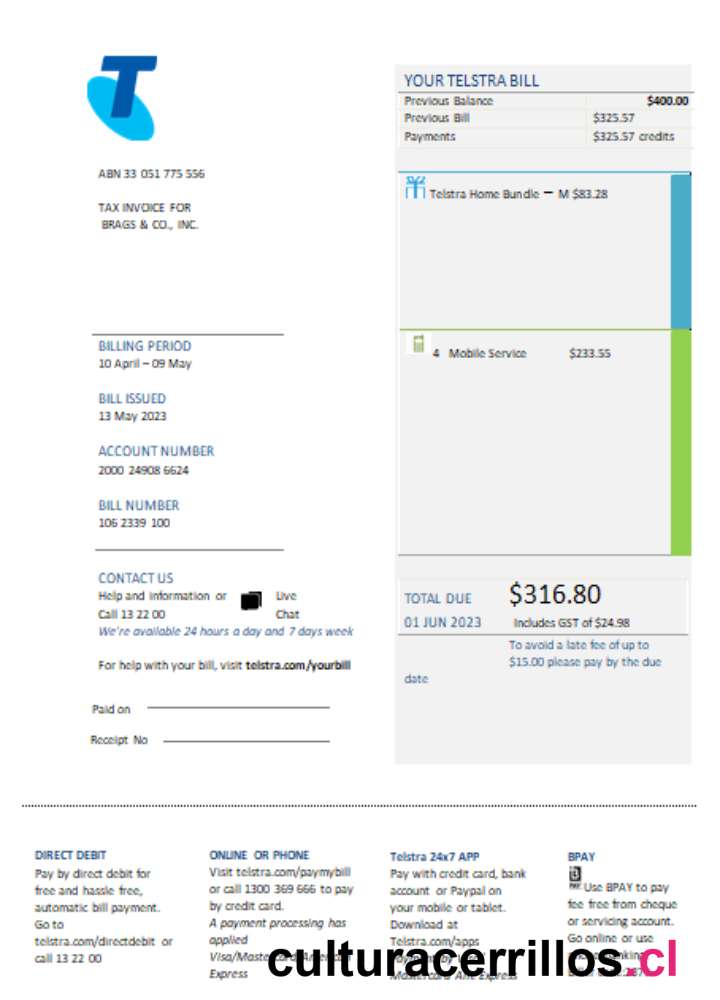 T
ABN 33 051 775 556
TAX INVOICE FOR
BRAGS & CO., INC.
BILLING PERIOD
10 April – 09 May
BILL ISSUED
13 May 2023
ACCOUNT NUMBER
2000 24908 6624
BILL NUMBER
106 2339 100
CONTACT US
Help and information or Live
Call 13 22 00 Chat
We're available 24 hours a day and 7 days week
For help with your bill, visit telstra.com/yourbill
Paid on
Receipt No
YOUR TELSTRA BILL
Previous Balance $400.00
Previous Bill $325.57
Payments $325.57 credits
Telstra Home Bundle – M $83.28
4 Mobile Service $233.55
TOTAL DUE $316.80
01 JUN 2023 Includes GST of $24.98
To avoid a late fee of up to
$15.00 please pay by the due
date
DIRECT DEBIT
Pay by direct debit for
free and hassle free,
automatic bill payment.
Go to
telstra.com/directdebit or
call 13 22 00
ONLINE OR PHONE
Visit telstra.com/paymybill
or call 1300 369 666 to pay
by credit card.
A payment processing has
applied
Express
Telstra 24x7 APP
Pay with credit card, bank
account or Paypal on
your mobile or tablet.
Download at
Telstra.com/apps
BPAY
Use BPAY to pay
fee free from cheque
or servicing account.
Go online or use
culturacerrillos.cl